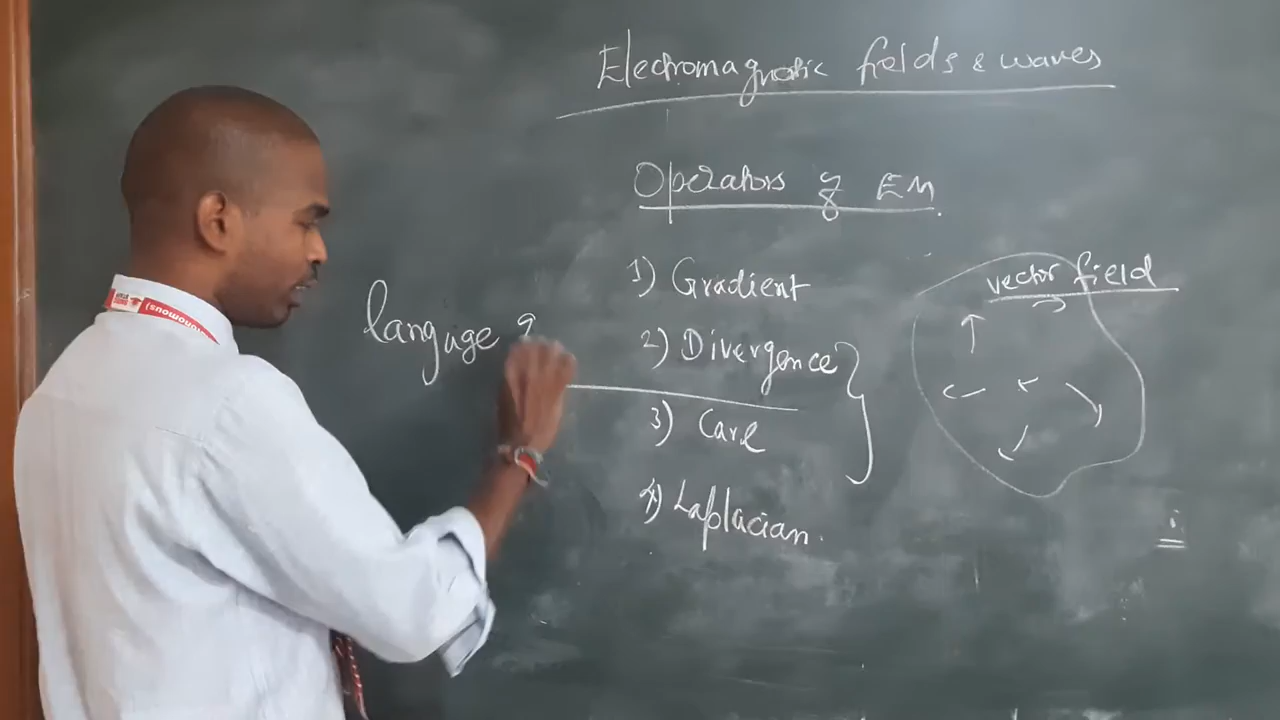 Electromagnetic fields & waves
Operators of EM.
1) Gradient
2) Divergence
3) Curl
4) Laplacian.
langage
vector field
i